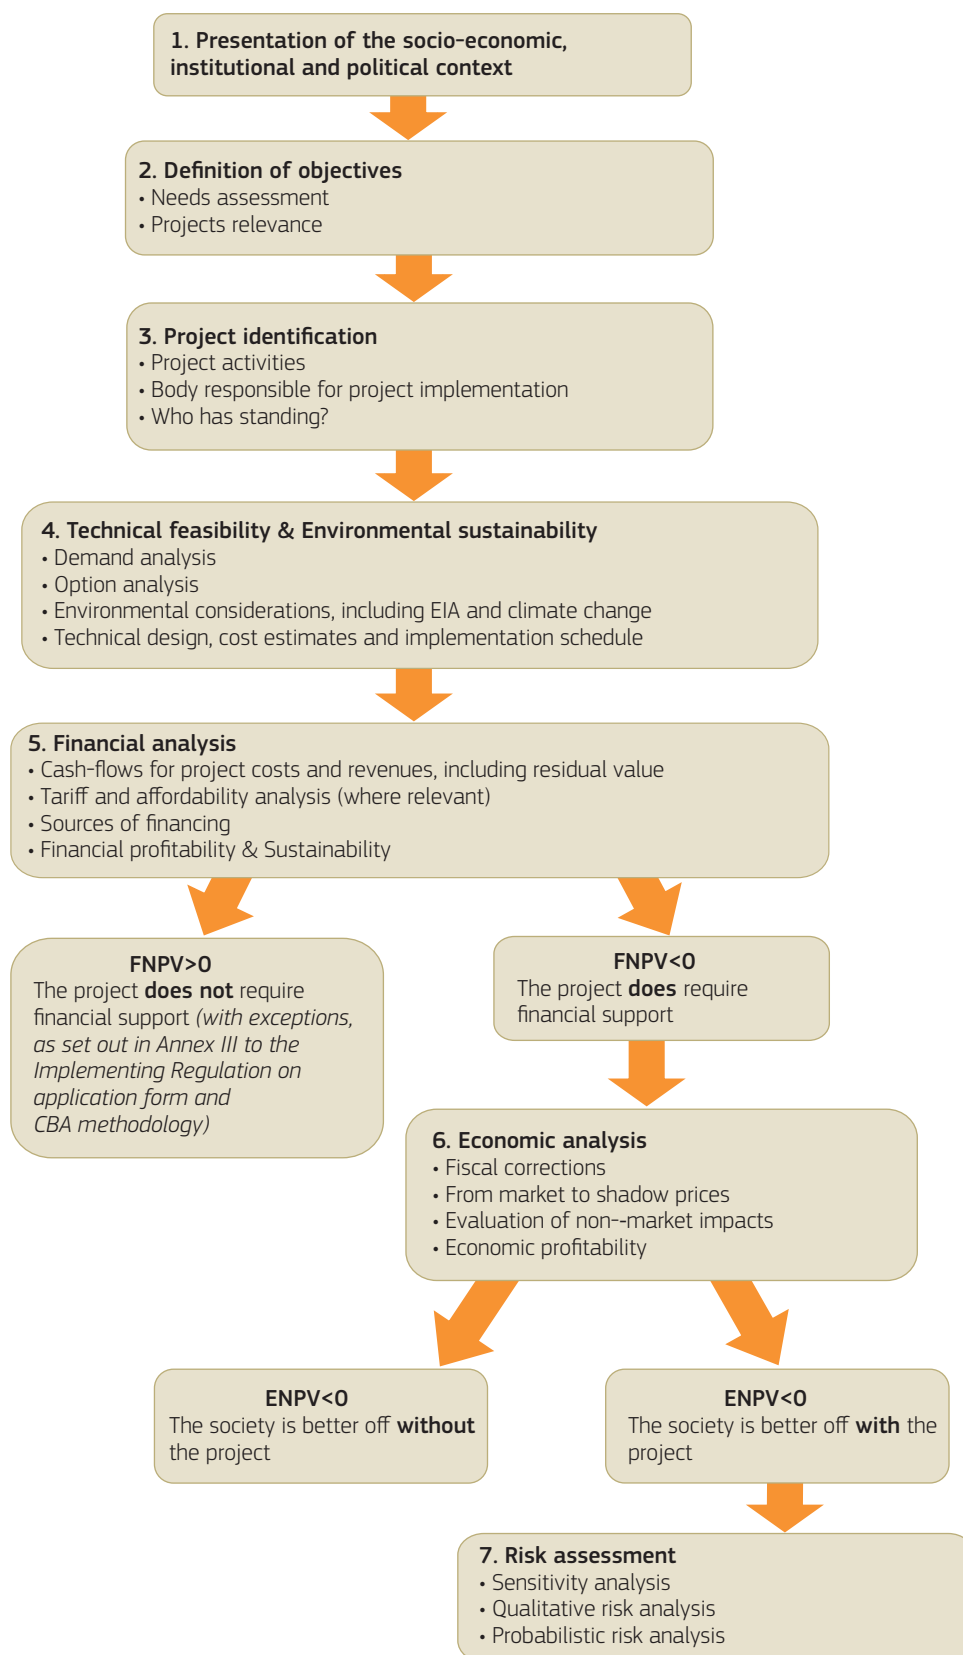 1. Presentation of the socio-economic,
institutional and political context
2. Definition of objectives
• Needs assessment
• Projects relevance
3. Project identification
• Project activities
• Body responsible for project implementation
• Who has standing?
4. Technical feasibility & Environmental sustainability
• Demand analysis
• Option analysis
• Environmental considerations, including EIA and climate change
• Technical design, cost estimates and implementation schedule
5. Financial analysis
• Cash-flows for project costs and revenues, including residual value
• Tariff and affordability analysis (where relevant)
• Sources of financing
• Financial profitability & Sustainability
FNPV>0
The project does not require
financial support (with exceptions,
as set out in Annex III to the
Implementing Regulation on
application form and
CBA methodology)
FNPV<0
The project does require
financial support
6. Economic analysis
• Fiscal corrections
• From market to shadow prices
• Evaluation of non--market impacts
• Economic profitability
ENPV<0
The society is better off without
the project
ENPV<0
The society is better off with the
project
7. Risk assessment
• Sensitivity analysis
• Qualitative risk analysis
• Probabilistic risk analysis